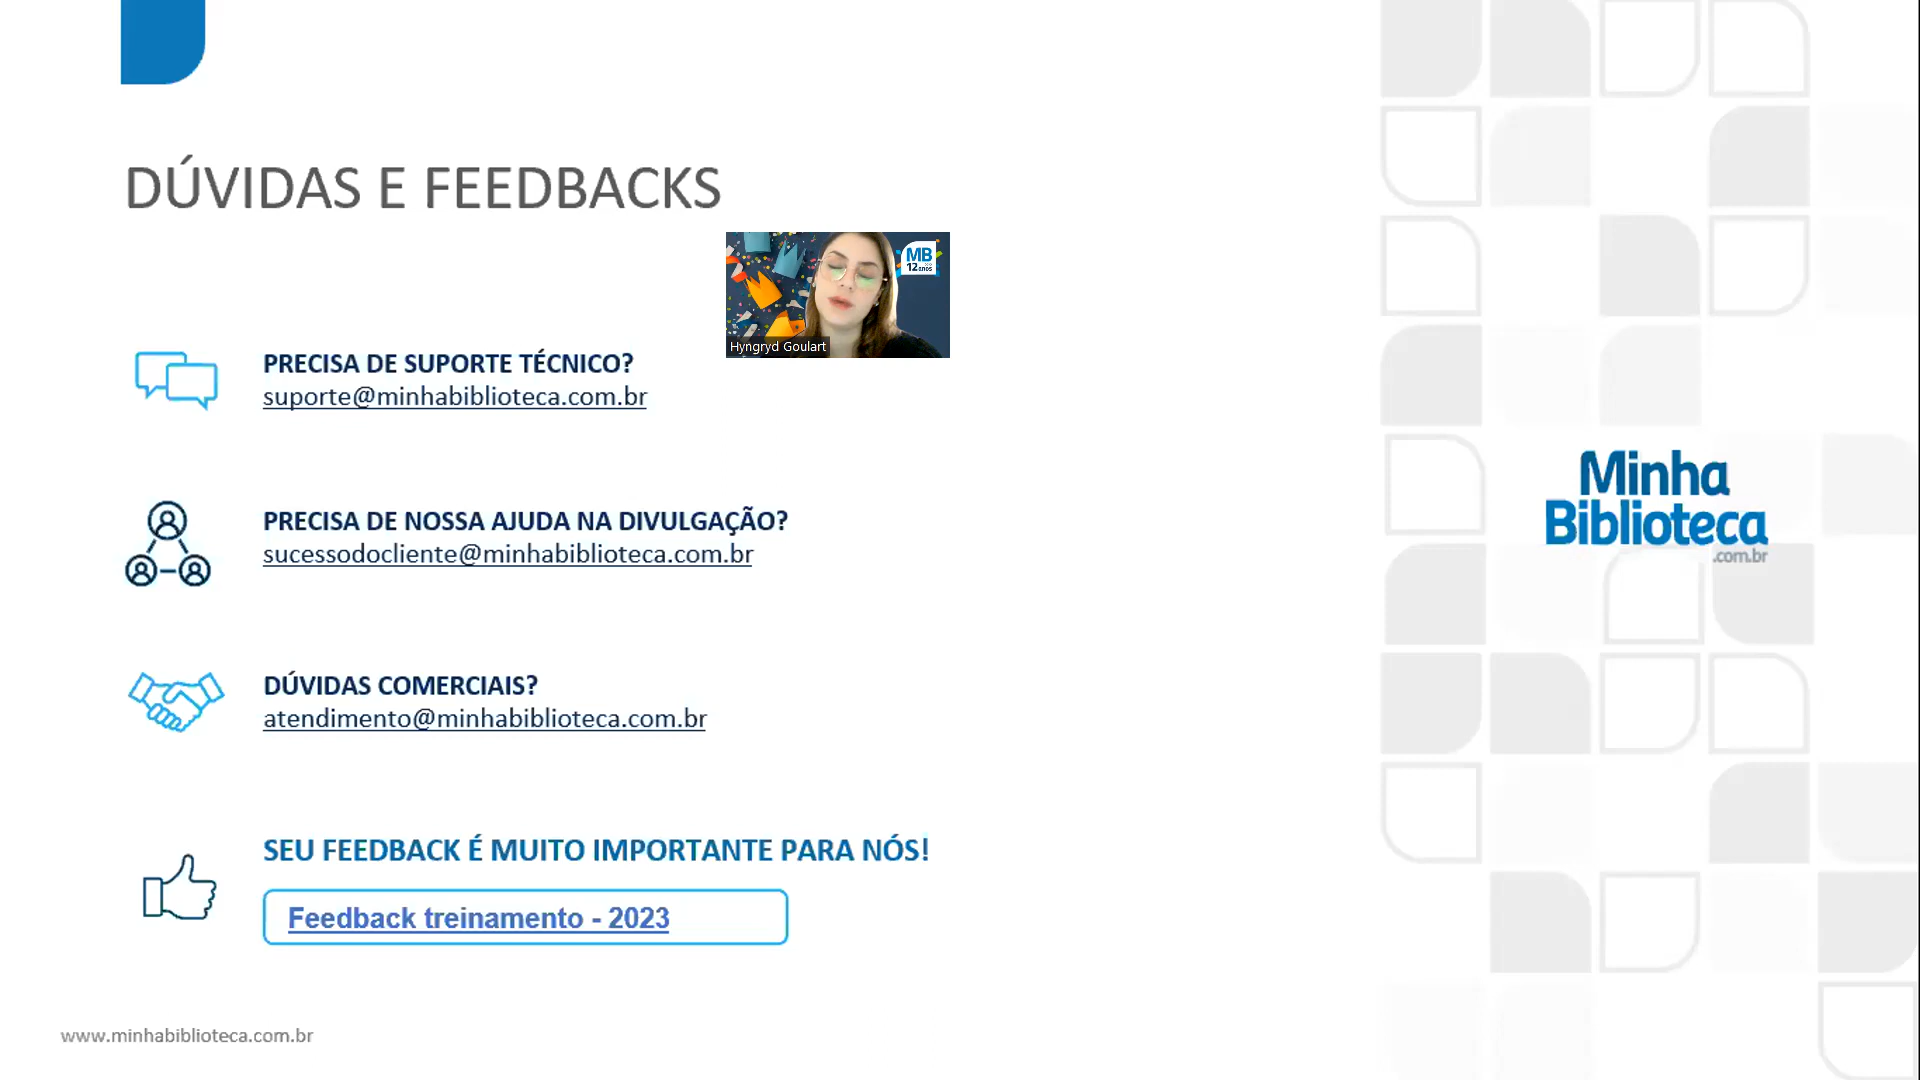 DÚVIDAS E FEEDBACKS
MB
12 anos
Hyngryd Goulart
PRECISA DE SUPORTE TÉCNICO?
suporte@minhabiblioteca.com.br
PRECISA DE NOSSA AJUDA NA DIVULGAÇÃO?
sucessodocliente@minhabiblioteca.com.br
DÚVIDAS COMERCIAIS?
atendimento@minhabiblioteca.com.br
SEU FEEDBACK É MUITO IMPORTANTE PARA NÓS!
Feedback treinamento - 2023
Minha
Biblioteca
.com.br
www.minhabiblioteca.com.br